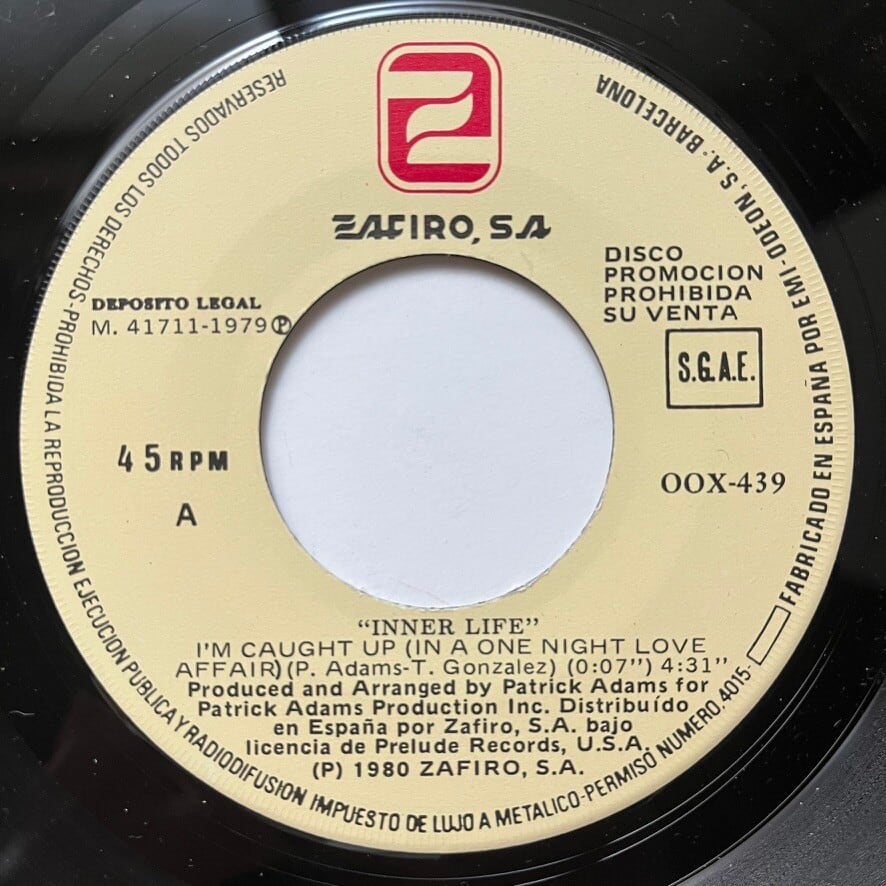 ZAFIRO, SA
DISCO
PROMOCION
PROHIBIDA
SU VENTA
S.G.A.E.
DEPOSITO LEGAL
M. 41711-1979 Ⓟ
45 RPM
A
OOX-439
"INNER LIFE"
I'M CAUGHT UP (IN A ONE NIGHT LOVE
AFFAIR) (P. Adams-T. Gonzalez) (0:07'') 4:31''
Produced and Arranged by Patrick Adams for
Patrick Adams Production Inc. Distribuído
en España por Zafiro, S.A. bajo
licencia de Prelude Records, U.S.A.
(P) 1980 ZAFIRO, S.A.
RESERVADOS TODOS LOS DERECHOS-PROHIBIDA LA REPRODUCCION EJECUCION PUBLICA Y RADIODIFUSION IMPUESTO DE LUJO A METALICO-PERMISO NUMERO. 4015- FABRICADO EN ESPAÑA POR EMI-ODEON, S.A. BARCELONA